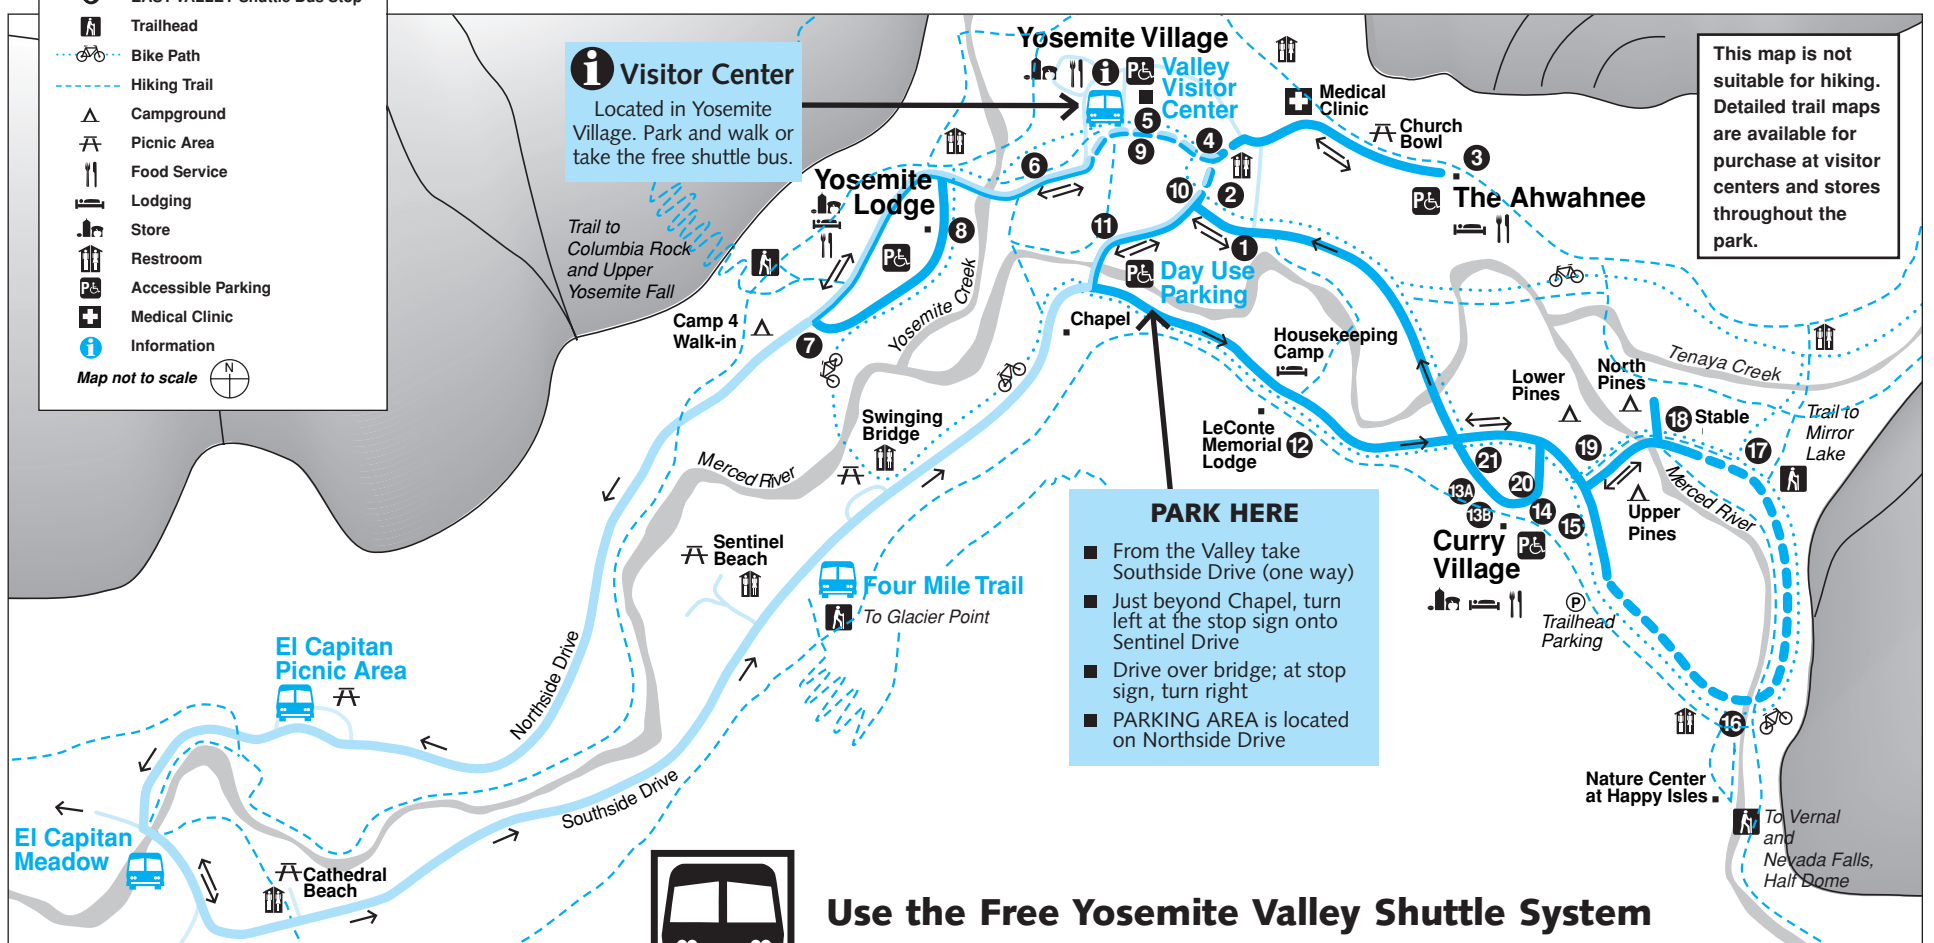 EAST VALLEY Shuttle Bus Stop
Trailhead
Bike Path
Hiking Trail
Campground
Picnic Area
Food Service
Lodging
Store
Restroom
Accessible Parking
Medical Clinic
Information
Map not to scale
N
i Visitor Center
Located in Yosemite
Village. Park and walk or
take the free shuttle bus.
Yosemite Village
Valley
Visitor
Center
Medical
Clinic
Church
Bowl
The Ahwahnee
This map is not
suitable for hiking.
Detailed trail maps
are available for
purchase at visitor
centers and stores
throughout the
park.
5
9
4
3
6
10
2
11
1
8
7
Yosemite
Lodge
Trail to
Columbia Rock
and Upper
Yosemite Fall
Camp 4
Walk-in
Yosemite Creek
Day Use
Parking
Chapel
Housekeeping
Camp
LeConte
Memorial
Lodge
12
Swinging
Bridge
Merced River
Sentinel
Beach
Four Mile Trail
To Glacier Point
PARK HERE
From the Valley take
Southside Drive (one way)
Just beyond Chapel, turn
left at the stop sign onto
Sentinel Drive
Drive over bridge; at stop
sign, turn right
PARKING AREA is located
on Northside Drive
Lower
Pines
North
Pines
Tenaya Creek
Trail to
Mirror
Lake
18 Stable
17
19
21
20
13A
13B
14
15
Upper
Pines
Merced River
Curry
Village
P
Trailhead
Parking
16
Nature Center
at Happy Isles
To Vernal
and
Nevada Falls,
Half Dome
El Capitan
Picnic Area
Northside Drive
Southside Drive
El Capitan
Meadow
Cathedral
Beach
Use the Free Yosemite Valley Shuttle System